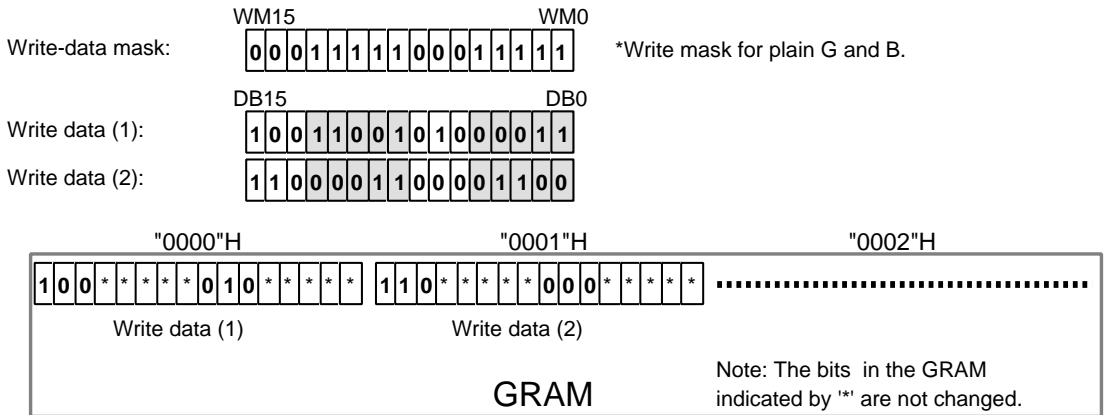 WM15 WM0
Write-data mask: 0 0 0 1 1 1 1 1 0 0 0 1 1 1 1 1 *Write mask for plain G and B.
DB15 DB0
Write data (1): 1 0 0 1 1 0 0 1 0 1 0 0 0 0 1 1
Write data (2): 1 1 0 0 0 0 1 1 0 0 0 0 1 1 0 0
"0000"H "0001"H "0002"H
1 0 0 * * * * * 0 1 0 * * * * * 1 1 0 * * * * * 0 0 0 * * * * *
Write data (1) Write data (2)
GRAM
Note: The bits in the GRAM
indicated by '*' are not changed.